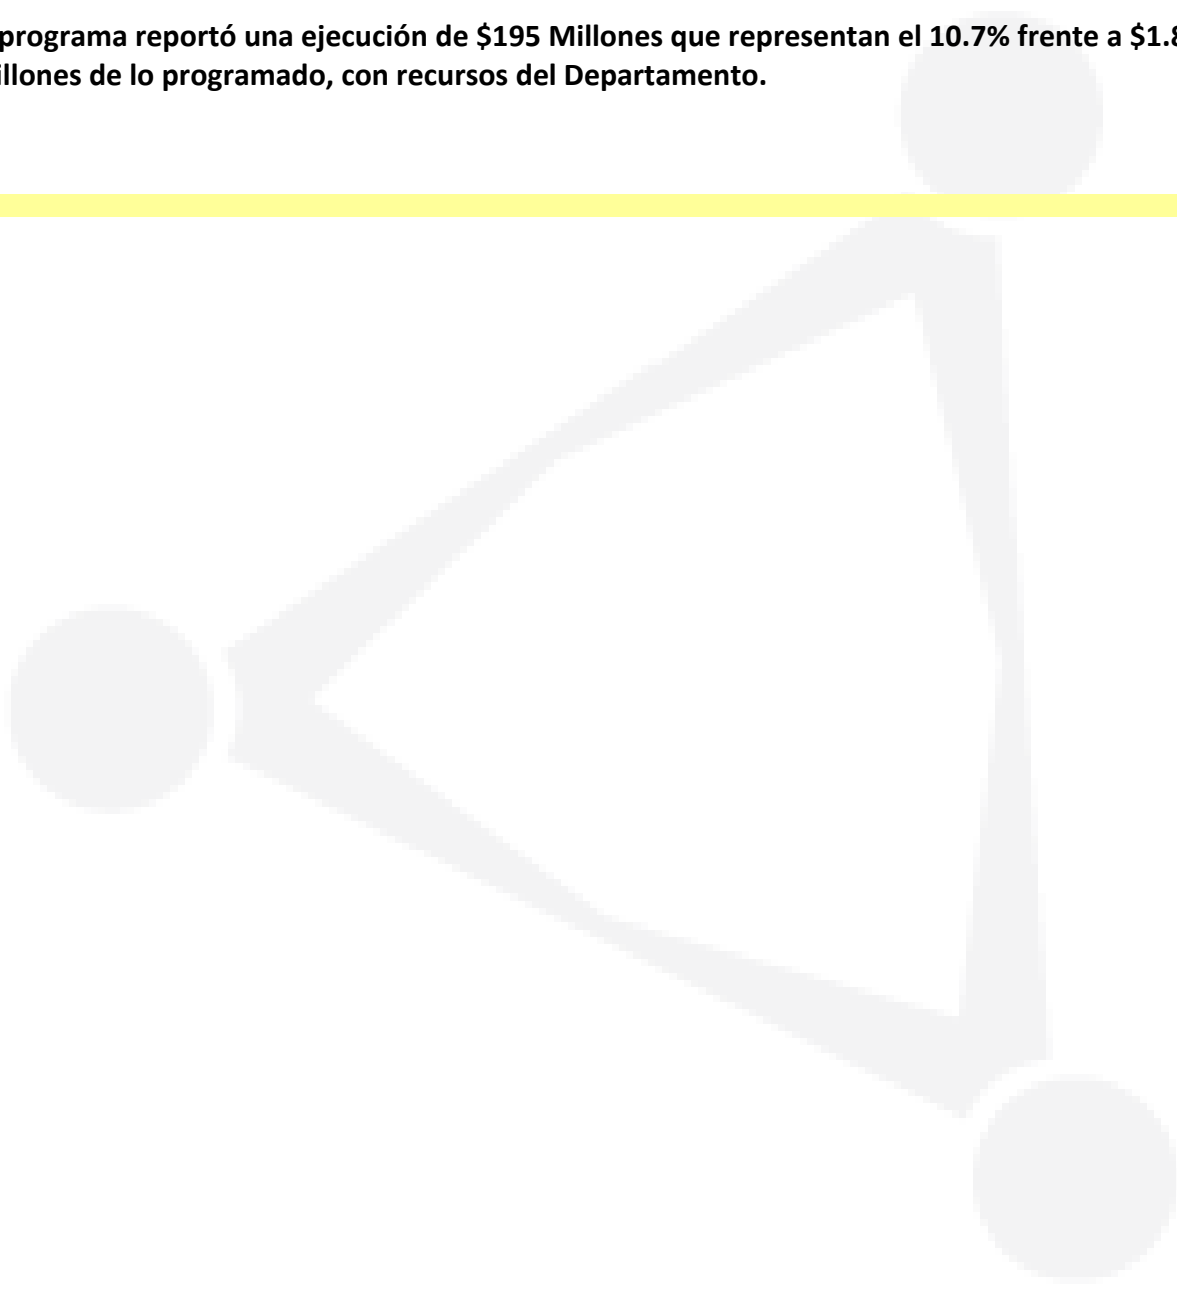 programa reportó una ejecución de $195 Millones que representan el 10.7% frente a $1.8
illones de lo programado, con recursos del Departamento.